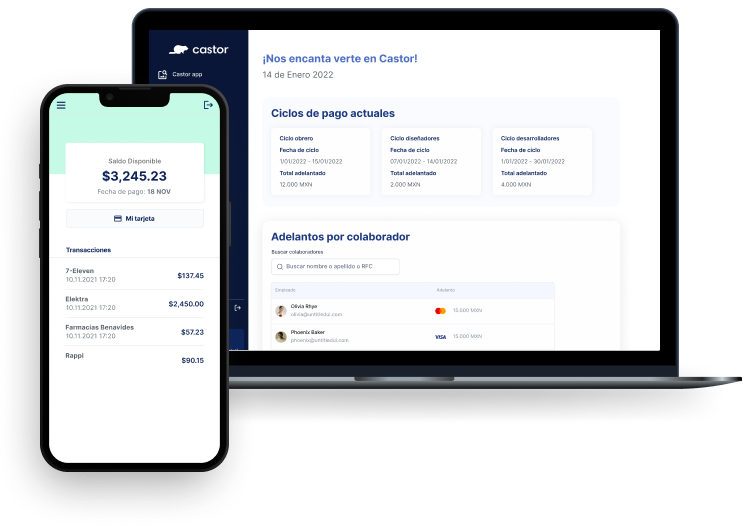 castor
Castor app
¡Nos encanta verte en Castor!
14 de Enero 2022
Ciclos de pago actuales
Ciclo obrero
Fecha de ciclo
1/01/2022 - 15/01/2022
Total adelantado
12.000 MXN
Ciclo diseñadores
Fecha de ciclo
07/01/2022 - 14/01/2022
Total adelantado
2.000 MXN
Ciclo desarrolladores
Fecha de ciclo
1/01/2022 - 30/01/2022
Total adelantado
4.000 MXN
Adelantos por colaborador
Buscar colaboradores
Buscar nombre o apellido o RFC
Empleado Adelanto
Olivia Rhye
olivia@untitledui.com
15.000 MXN
Phoenix Baker
phoenix@untitledui.com
VISA 15.000 MXN
Saldo Disponible
$3,245.23
Fecha de pago: 18 NOV
Mi tarjeta
Transacciones
7-Eleven
10.11.2021 17:20
$137.45
Elektra
10.11.2021 17:20
$2,450.00
Farmacias Benavides
10.11.2021 17:20
$57.23
Rappi
$90.15